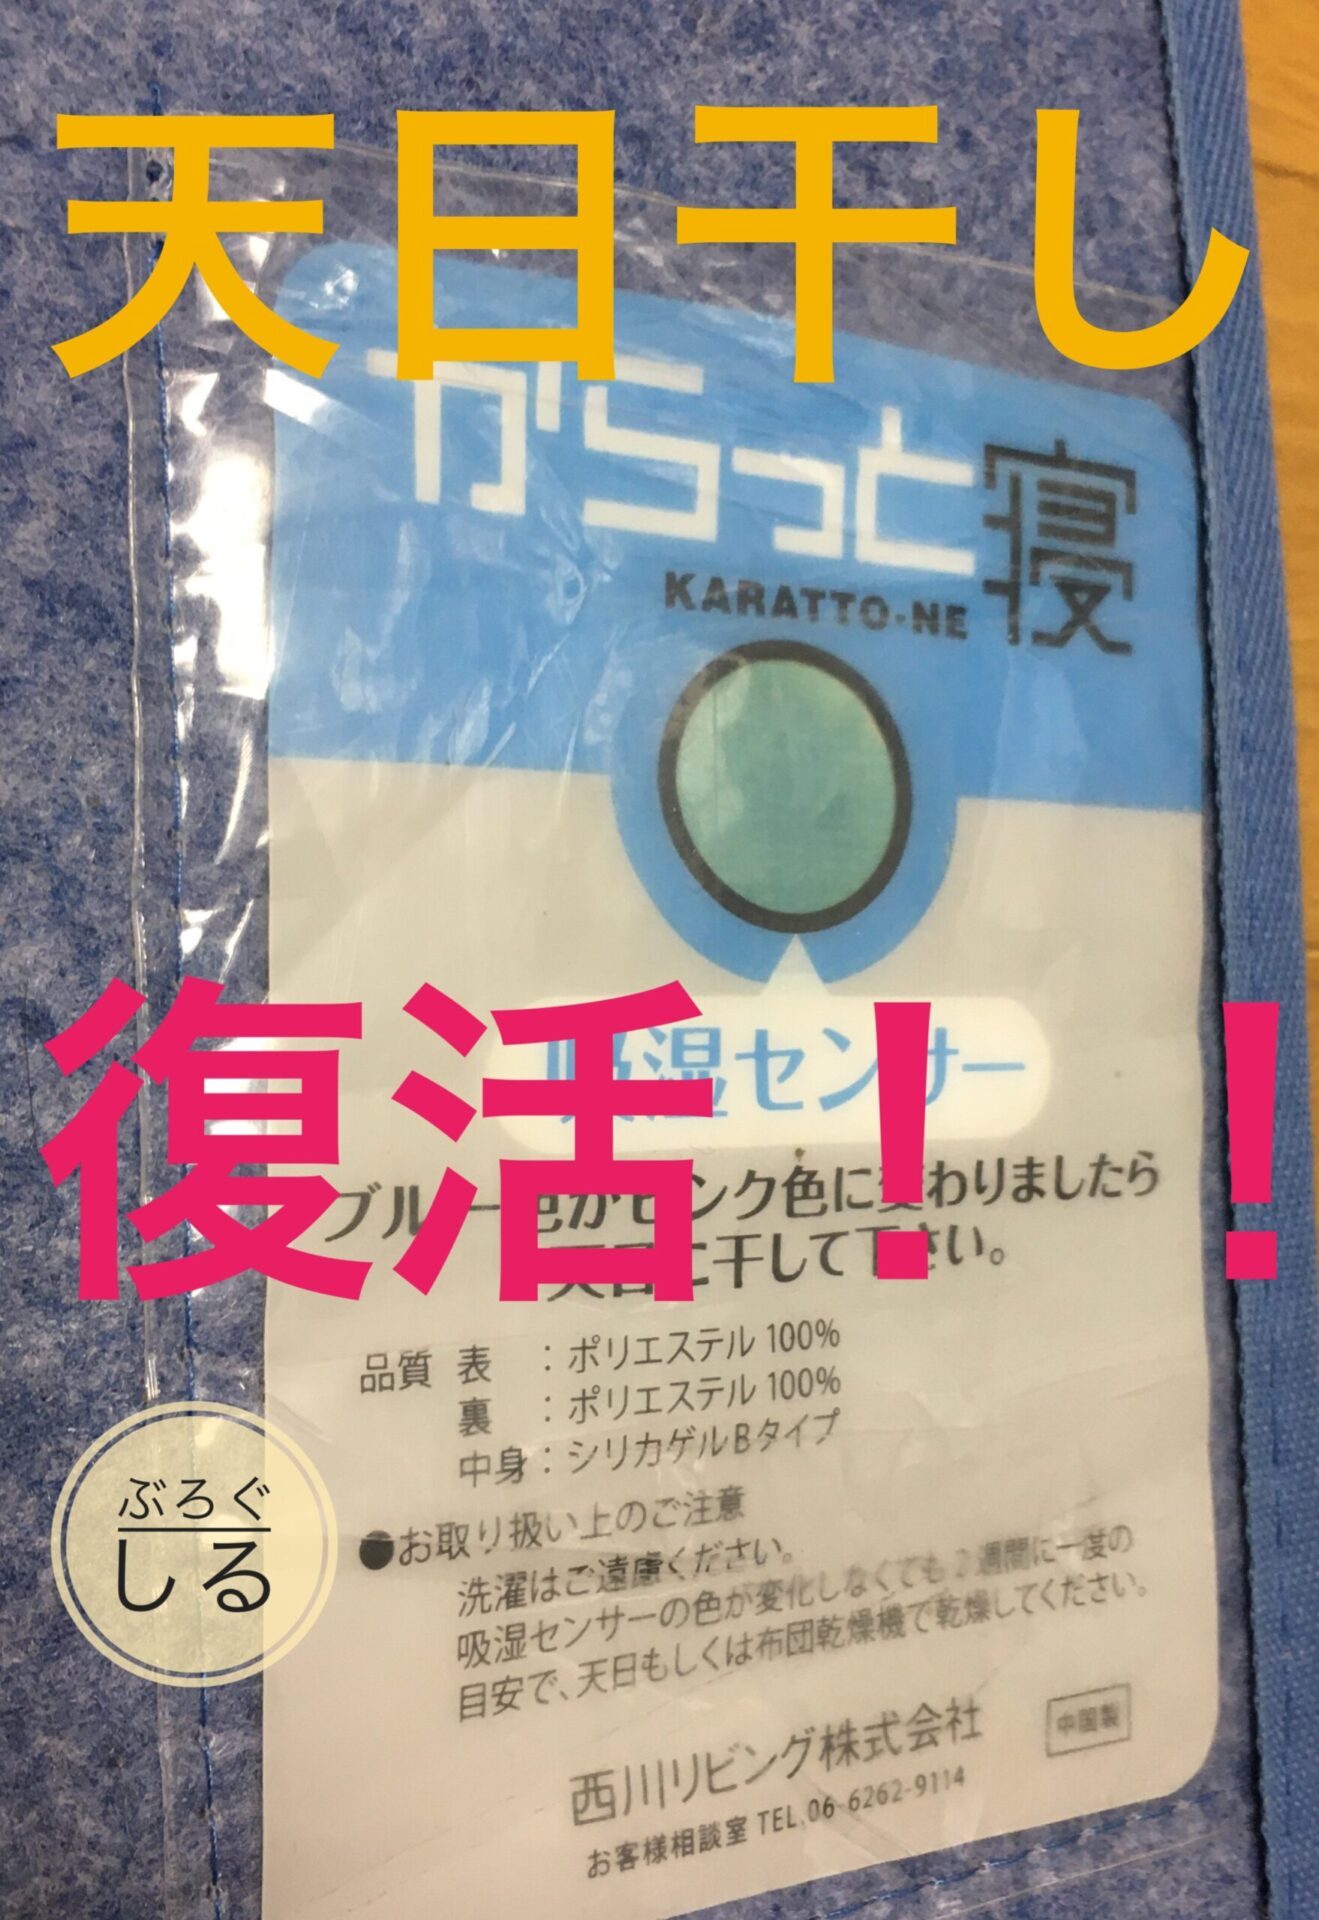 天日干し
からっと寝
KARATTO-NE
復活！！
吸湿センサー
ブルー色がピンク色に変わりましたら
天日に干して下さい。
品質 表 ：ポリエステル 100%
裏 ：ポリエステル 100%
中身：シリカゲルBタイプ
●お取り扱い上のご注意
洗濯はご遠慮ください。
吸湿センサーの色が変化しなくても2週間に一度の
目安で、天日もしくは布団乾燥機で乾燥してください。
西川リビング株式会社
中国製
お客様相談室 TEL.06-6262-9114
ぶろぐ
しる